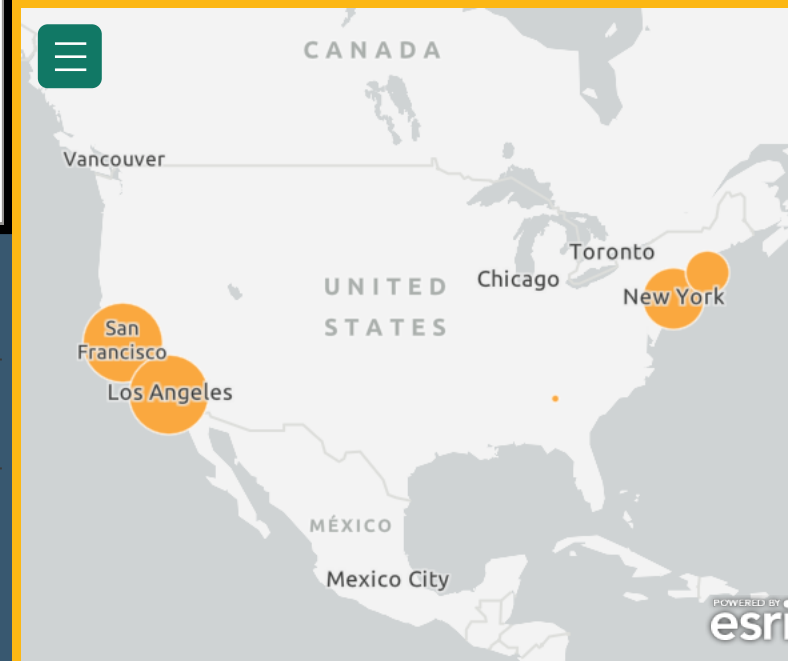 CANADA
Vancouver
Toronto
Chicago
UNITED
STATES
New York
San
Francisco
Los Angeles
MÉXICO
Mexico City
POWERED BY
esri